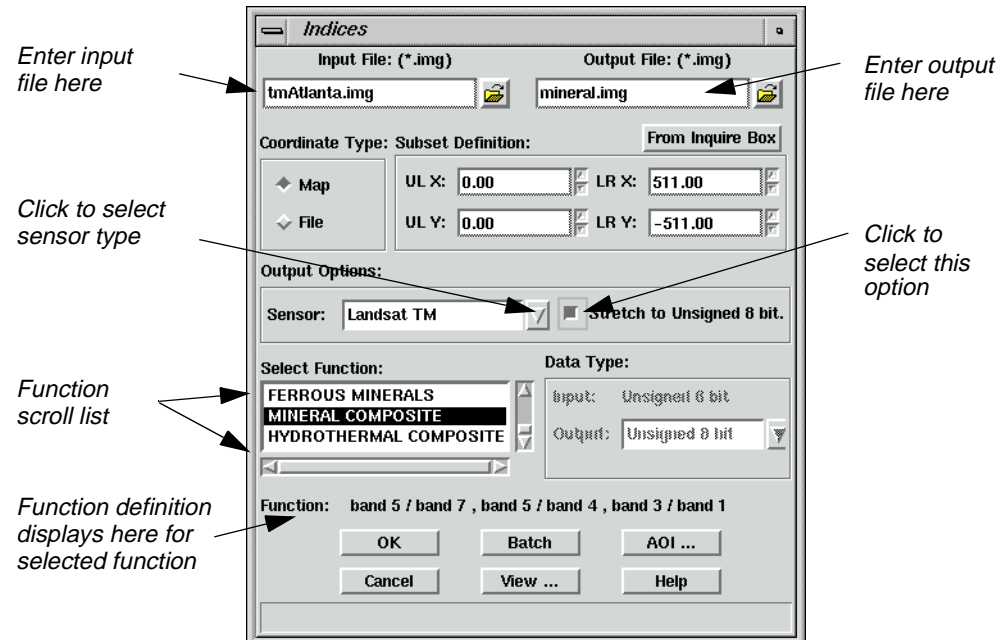 Indices
Input File: (*.img)
Output File: (*.img)
Enter input
file here
Enter output
file here
tmAtlanta.img
mineral.img
From Inquire Box
Coordinate Type:
Subset Definition:
Map
UL X: 0.00
LR X: 511.00
File
UL Y: 0.00
LR Y: -511.00
Click to select
sensor type
Click to
select this
option
Output Options:
Sensor: Landsat TM
Stretch to Unsigned 8 bit.
Select Function:
Data Type:
Function
scroll list
FERROUS MINERALS
MINERAL COMPOSITE
HYDROTHERMAL COMPOSITE
Input: Unsigned 8 bit
Output: Unsigned 8 bit
Function definition
displays here for
selected function
Function: band 5 / band 7 , band 5 / band 4 , band 3 / band 1
OK
Batch
AOI ...
Cancel
View ...
Help